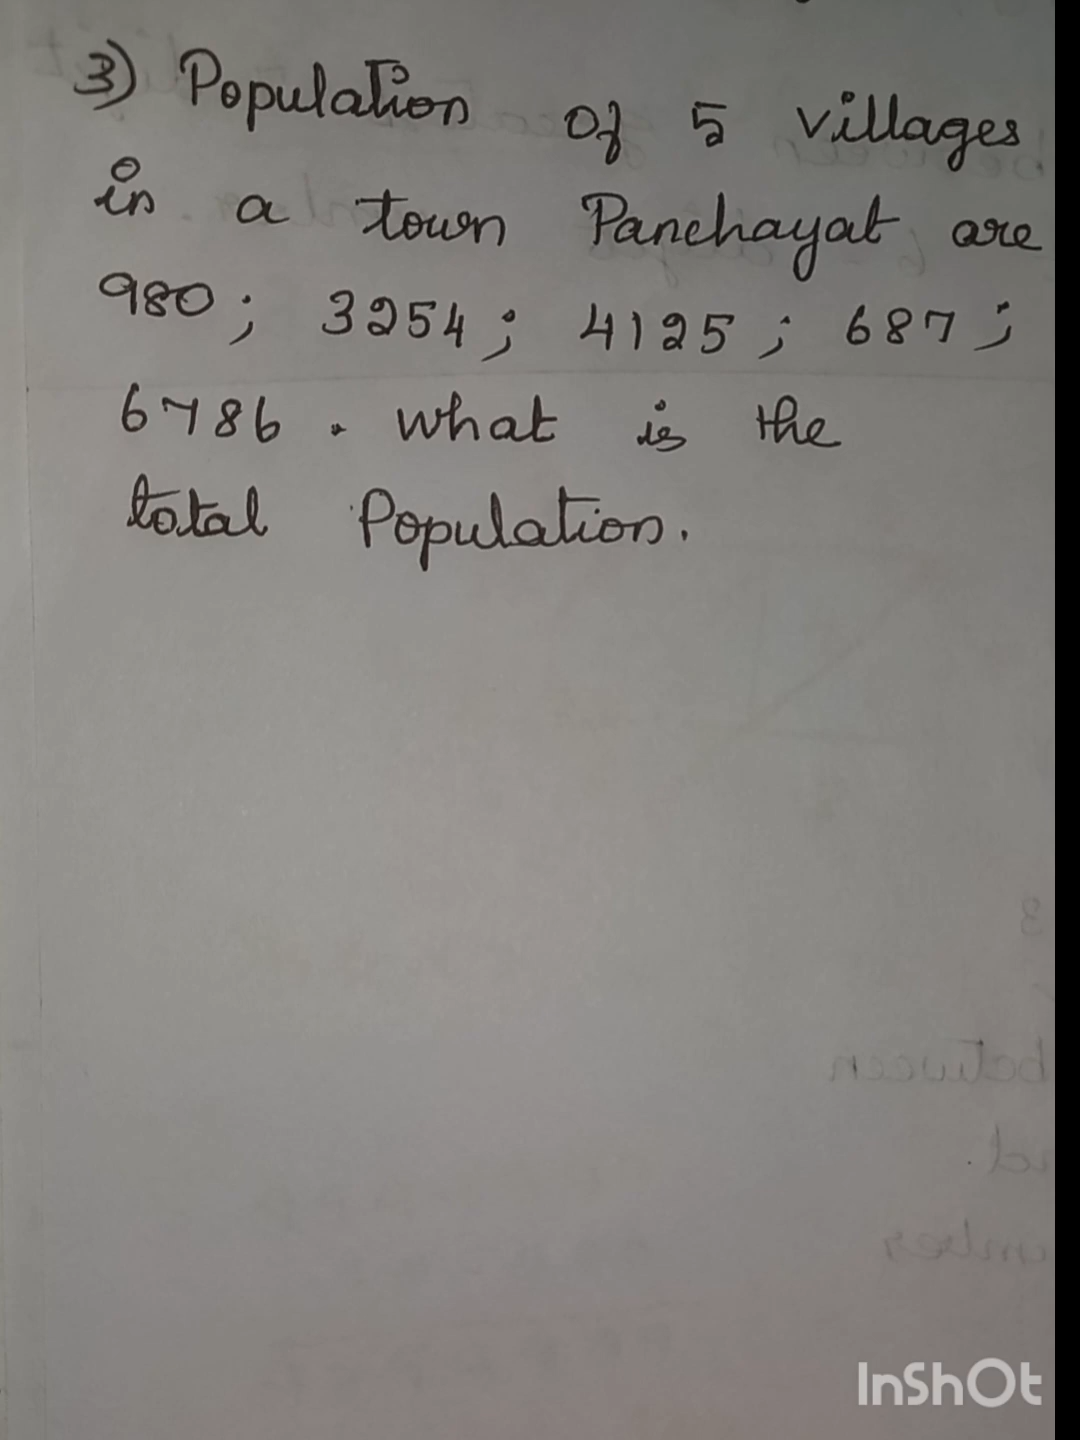 3) Population of 5 villages
in a town Panchayat are
980; 3254; 4125; 687;
6786. What is the
total Population.
between
InShOt